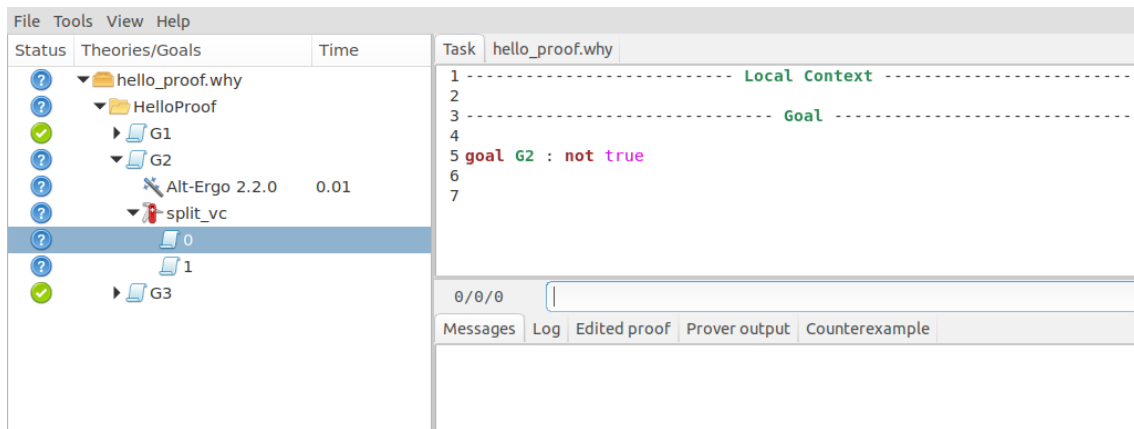 File Tools View Help
Status Theories/Goals Time
hello_proof.why
HelloProof
G1
G2
Alt-Ergo 2.2.0 0.01
split_vc
0
1
G3
Task hello_proof.why
1 --------------------------- Local Context -------------------------
2
3 ------------------------------ Goal ------------------------------
4
5 goal G2 : not true
6
7
0/0/0
Messages Log Edited proof Prover output Counterexample